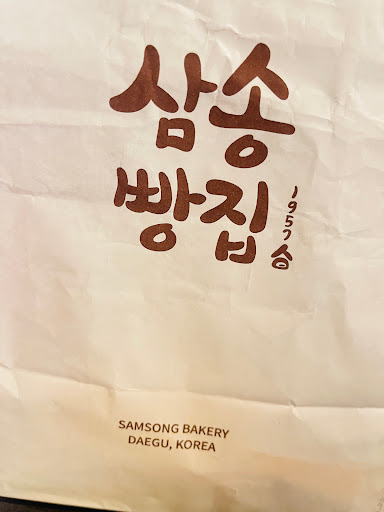 삼송
빵집
1957
SAMSONG BAKERY
DAEGU, KOREA